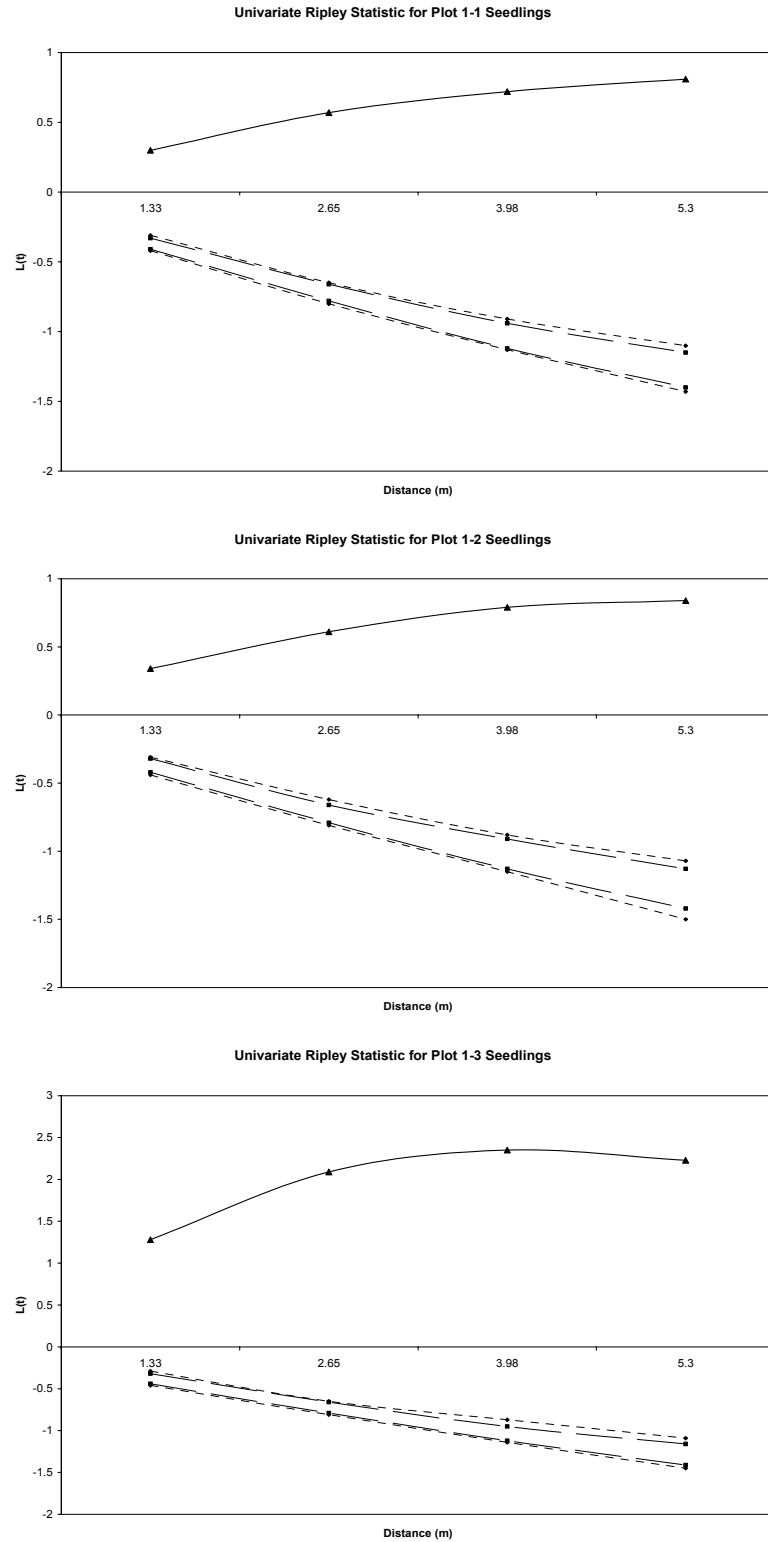 Univariate Ripley Statistic for Plot 1-1 Seedlings
1
0.5
0
1.33 2.65 3.98 5.3
-0.5
L(t)
-1
-1.5
-2
Distance (m)
Univariate Ripley Statistic for Plot 1-2 Seedlings
1
0.5
0
1.33 2.65 3.98 5.3
-0.5
L(t)
-1
-1.5
-2
Distance (m)
Univariate Ripley Statistic for Plot 1-3 Seedlings
3
2.5
2
1.5
1
0.5
L(t)
0
1.33 2.65 3.98 5.3
-0.5
-1
-1.5
-2
Distance (m)